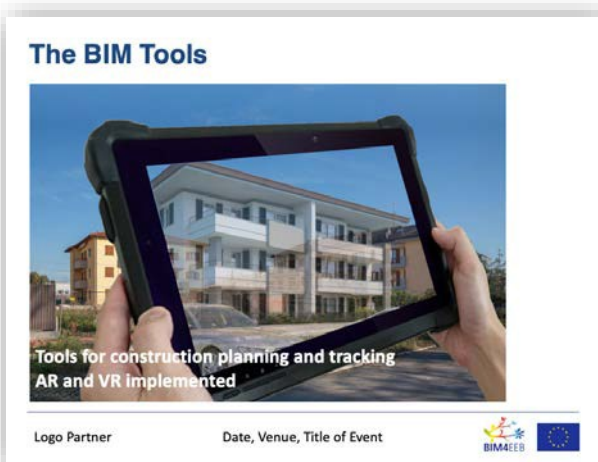 The BIM Tools
Tools for construction planning and tracking
AR and VR implemented
Logo Partner
Date, Venue, Title of Event
BIM4EEB